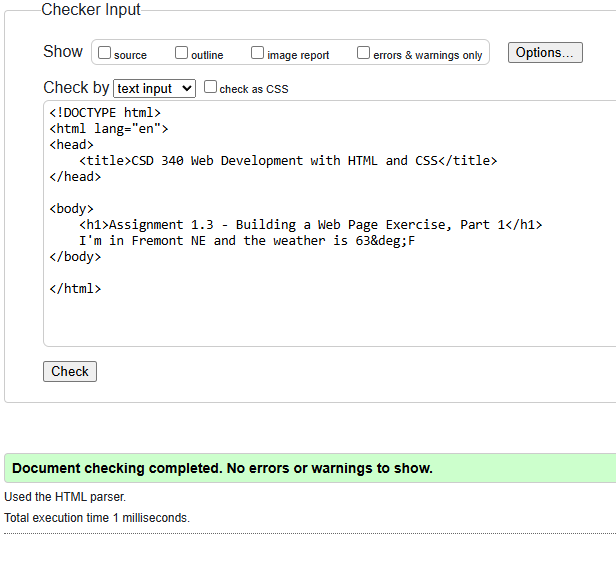 Checker Input
Show source outline image report errors & warnings only Options...
Check by text input check as CSS
<!DOCTYPE html>
<html lang="en">
<head>
    <title>CSD 340 Web Development with HTML and CSS</title>
</head>

<body>
    <h1>Assignment 1.3 - Building a Web Page Exercise, Part 1</h1>
    I'm in Fremont NE and the weather is 63&deg;F
</body>

</html>
Check
Document checking completed. No errors or warnings to show.
Used the HTML parser.
Total execution time 1 milliseconds.